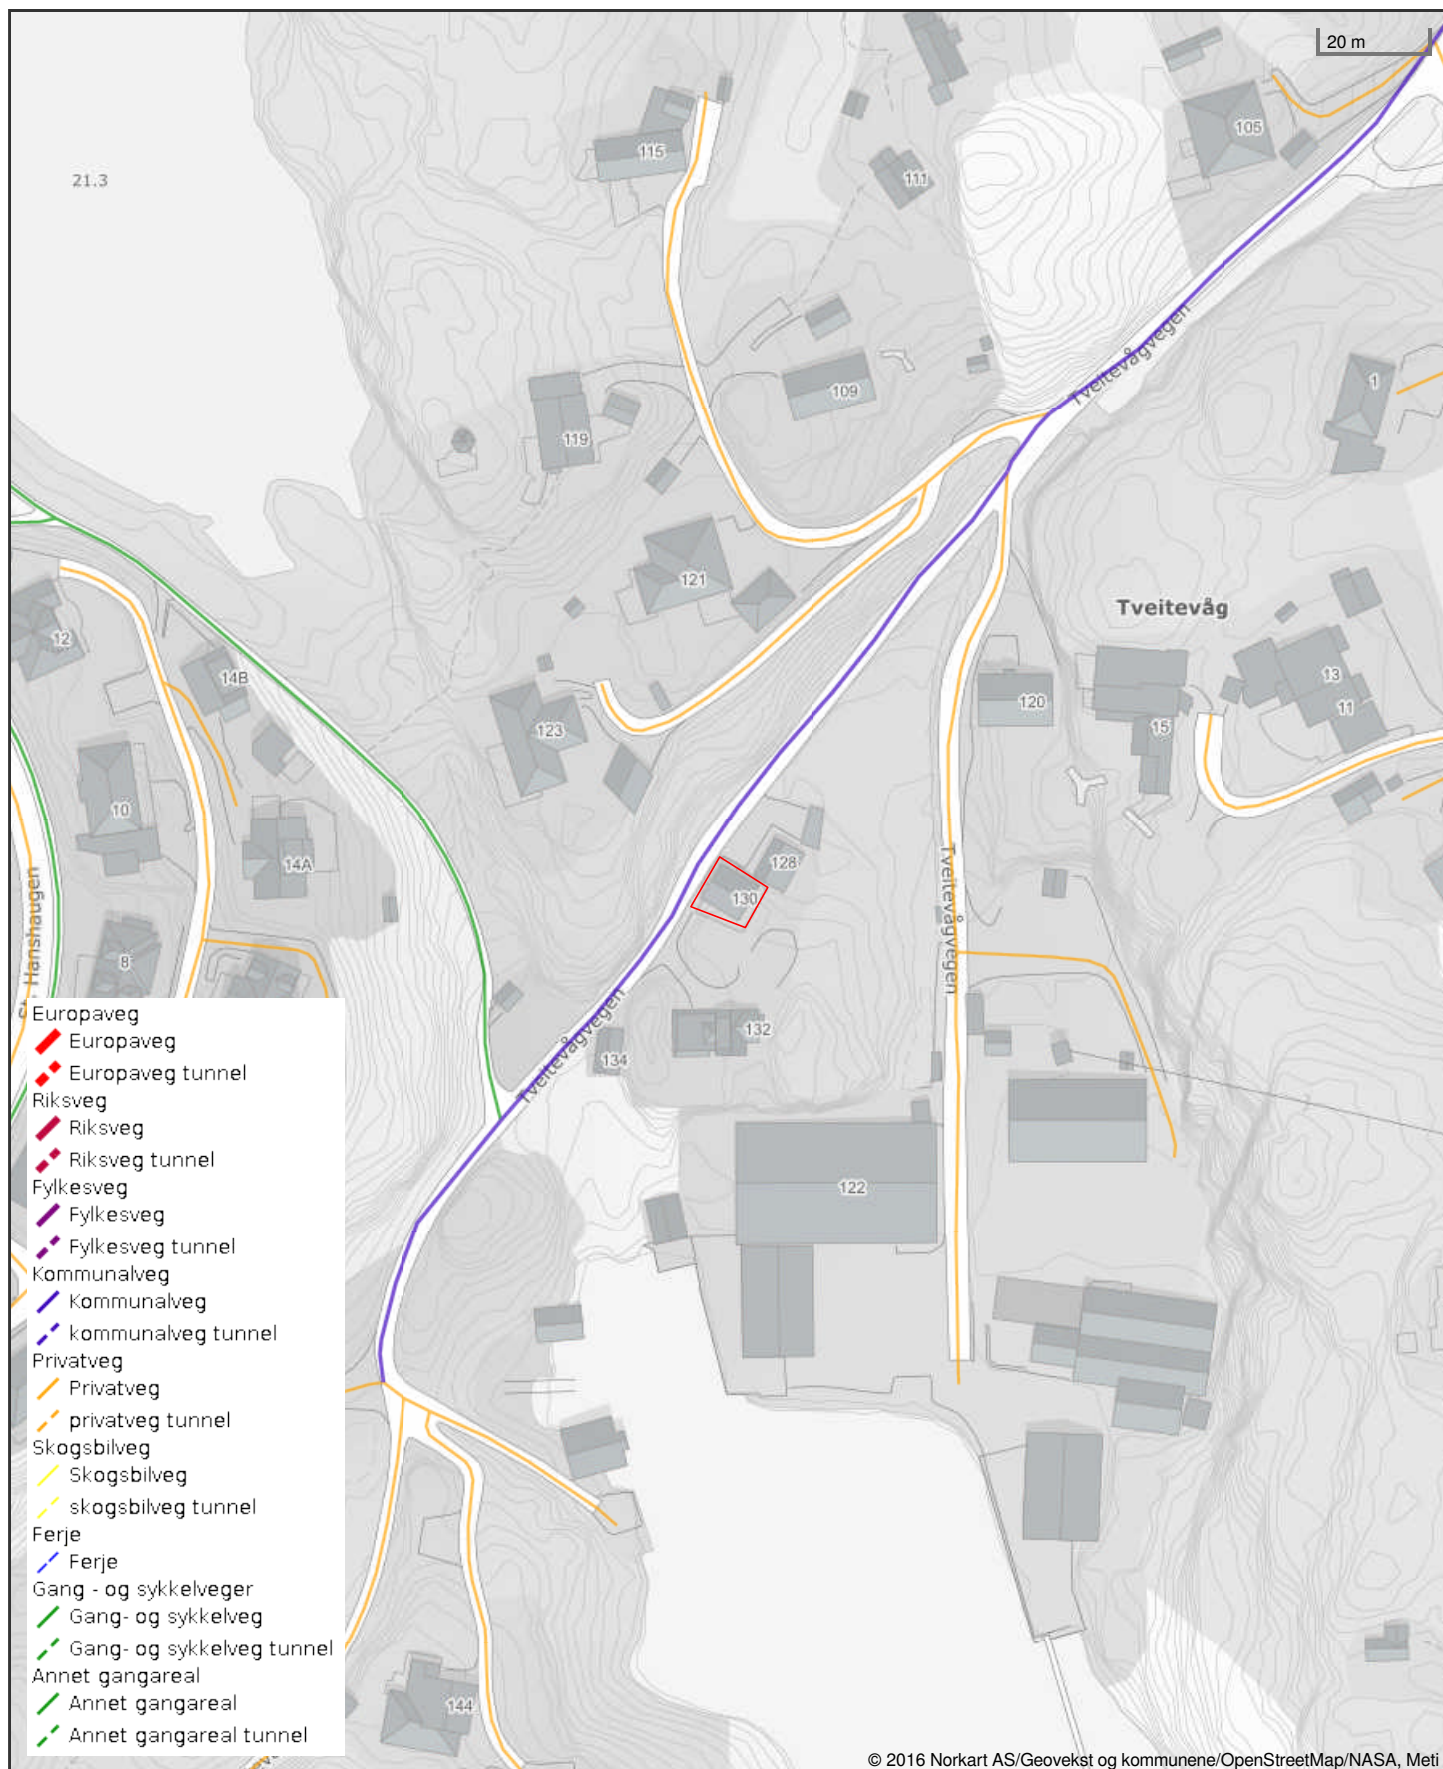 20 m
105
115
111
21.3
Tveitevågvegen
1
109
119
121
Tveitevåg
12
13
14B
120
11
123
15
10
128
14A
130
Tveitevågvegen
St. Hanshaugen
8
132
Tveitevågvegen
134
122
144
Europaveg
Europaveg
Europaveg tunnel
Riksveg
Riksveg
Riksveg tunnel
Fylkesveg
Fylkesveg
Fylkesveg tunnel
Kommunalveg
Kommunalveg
kommunalveg tunnel
Privatveg
Privatveg
privatveg tunnel
Skogsbilveg
Skogsbilveg
skogsbilveg tunnel
Ferje
Ferje
Gang - og sykkelveger
Gang- og sykkelveg
Gang- og sykkelveg tunnel
Annet gangareal
Annet gangareal
Annet gangareal tunnel
© 2016 Norkart AS/Geovekst og kommunene/OpenStreetMap/NASA, Meti